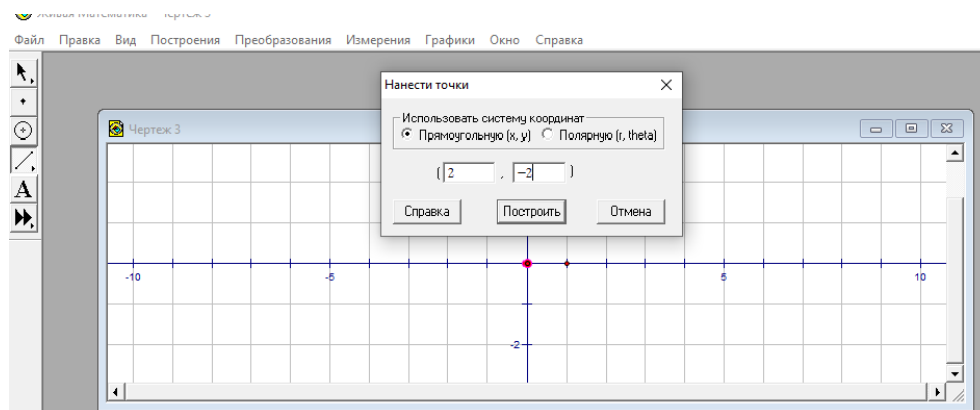 Живая Математика - Чертеж 3
Файл Правка Вид Построения Преобразования Измерения Графики Окно Справка
Нанести точки
Использовать систему координат
Прямоугольную (x, y) Полярную (r, theta)
( 2 , -2 )
Справка Построить Отмена
Чертеж 3
A
-10 -5 5 10
-2